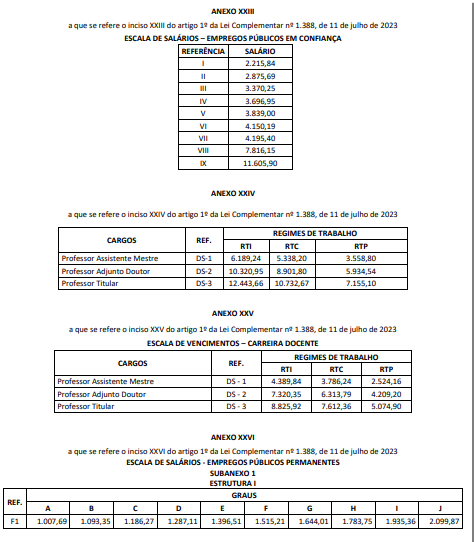 ANEXO XXIII
a que se refere o inciso XXIII do artigo 1º da Lei Complementar nº 1.388, de 11 de julho de 2023
ESCALA DE SALÁRIOS – EMPREGOS PÚBLICOS EM CONFIANÇA
REFERÊNCIA SALÁRIO
I 2.215,84
II 2.875,69
III 3.370,25
IV 3.696,95
V 3.839,00
VI 4.150,19
VII 4.195,40
VIII 7.816,15
IX 11.605,90
ANEXO XXIV
a que se refere o inciso XXIV do artigo 1º da Lei Complementar nº 1.388, de 11 de julho de 2023
CARGOS REF. REGIMES DE TRABALHO
RTI RTC RTP
Professor Assistente Mestre DS-1 6.189,24 5.338,20 3.558,80
Professor Adjunto Doutor DS-2 10.320,95 8.901,80 5.934,54
Professor Titular DS-3 12.443,66 10.732,67 7.155,10
ANEXO XXV
a que se refere o inciso XXV do artigo 1º da Lei Complementar nº 1.388, de 11 de julho de 2023
ESCALA DE VENCIMENTOS – CARREIRA DOCENTE
CARGOS REF. REGIMES DE TRABALHO
RTI RTC RTP
Professor Assistente Mestre DS - 1 4.389,84 3.786,24 2.524,16
Professor Adjunto Doutor DS - 2 7.320,35 6.313,79 4.209,20
Professor Titular DS - 3 8.825,92 7.612,36 5.074,90
ANEXO XXVI
a que se refere o inciso XXVI do artigo 1º da Lei Complementar nº 1.388, de 11 de julho de 2023
ESCALA DE SALÁRIOS - EMPREGOS PÚBLICOS PERMANENTES
SUBANEXO 1
ESTRUTURA I
REF. GRAUS
A B C D E F G H I J
F1 1.007,69 1.093,35 1.186,27 1.287,11 1.396,51 1.515,21 1.644,01 1.783,75 1.935,36 2.099,87